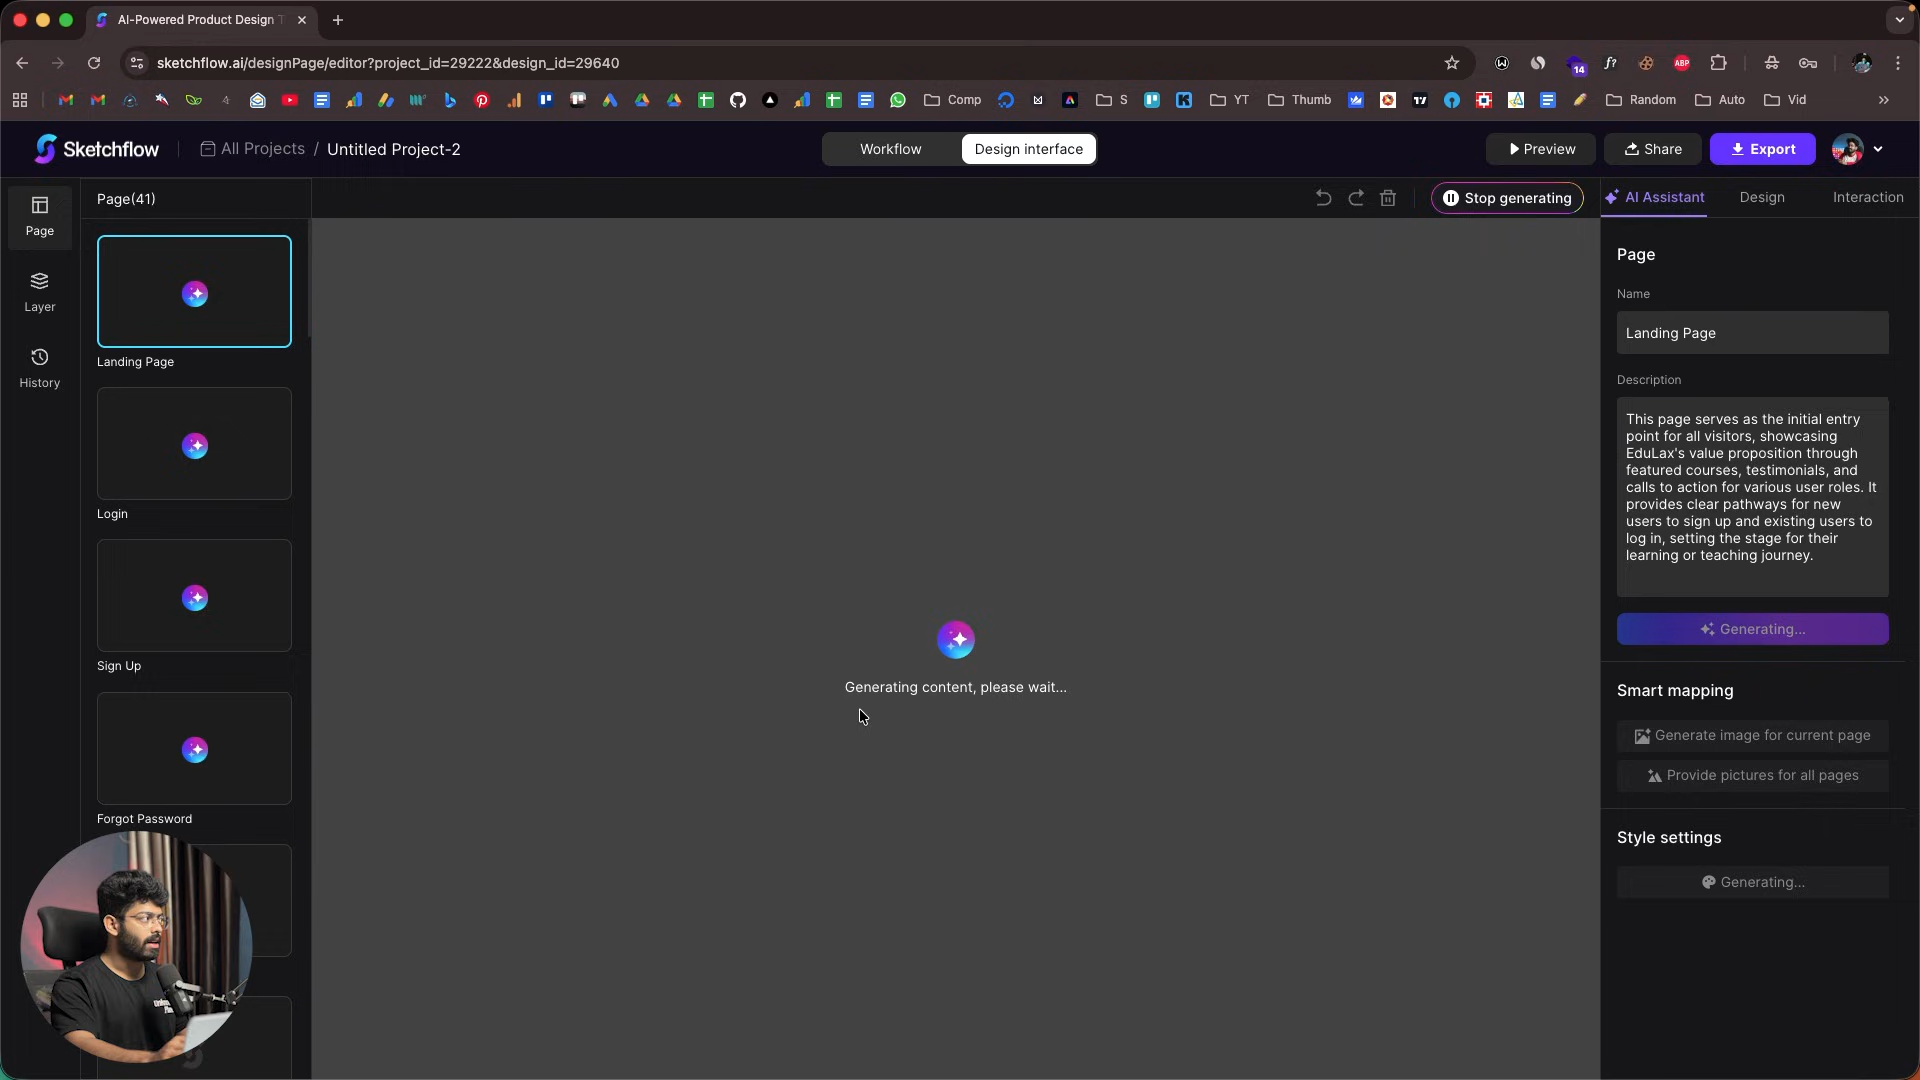 AI-Powered Product Design T
sketchflow.ai/designPage/editor?project_id=29222&design_id=29640
14
ABP
Comp
S
YT
Thumb
Random
Auto
Vid
Sketchflow
All Projects / Untitled Project-2
Workflow
Design interface
Preview
Share
Export
Page
Layer
History
Page(41)
Landing Page
Login
Sign Up
Forgot Password
Stop generating
Generating content, please wait...
AI Assistant
Design
Interaction
Page
Name
Landing Page
Description
This page serves as the initial entry
point for all visitors, showcasing
EduLax's value proposition through
featured courses, testimonials, and
calls to action for various user roles. It
provides clear pathways for new
users to sign up and existing users to
log in, setting the stage for their
learning or teaching journey.
Generating...
Smart mapping
Generate image for current page
Provide pictures for all pages
Style settings
Generating...